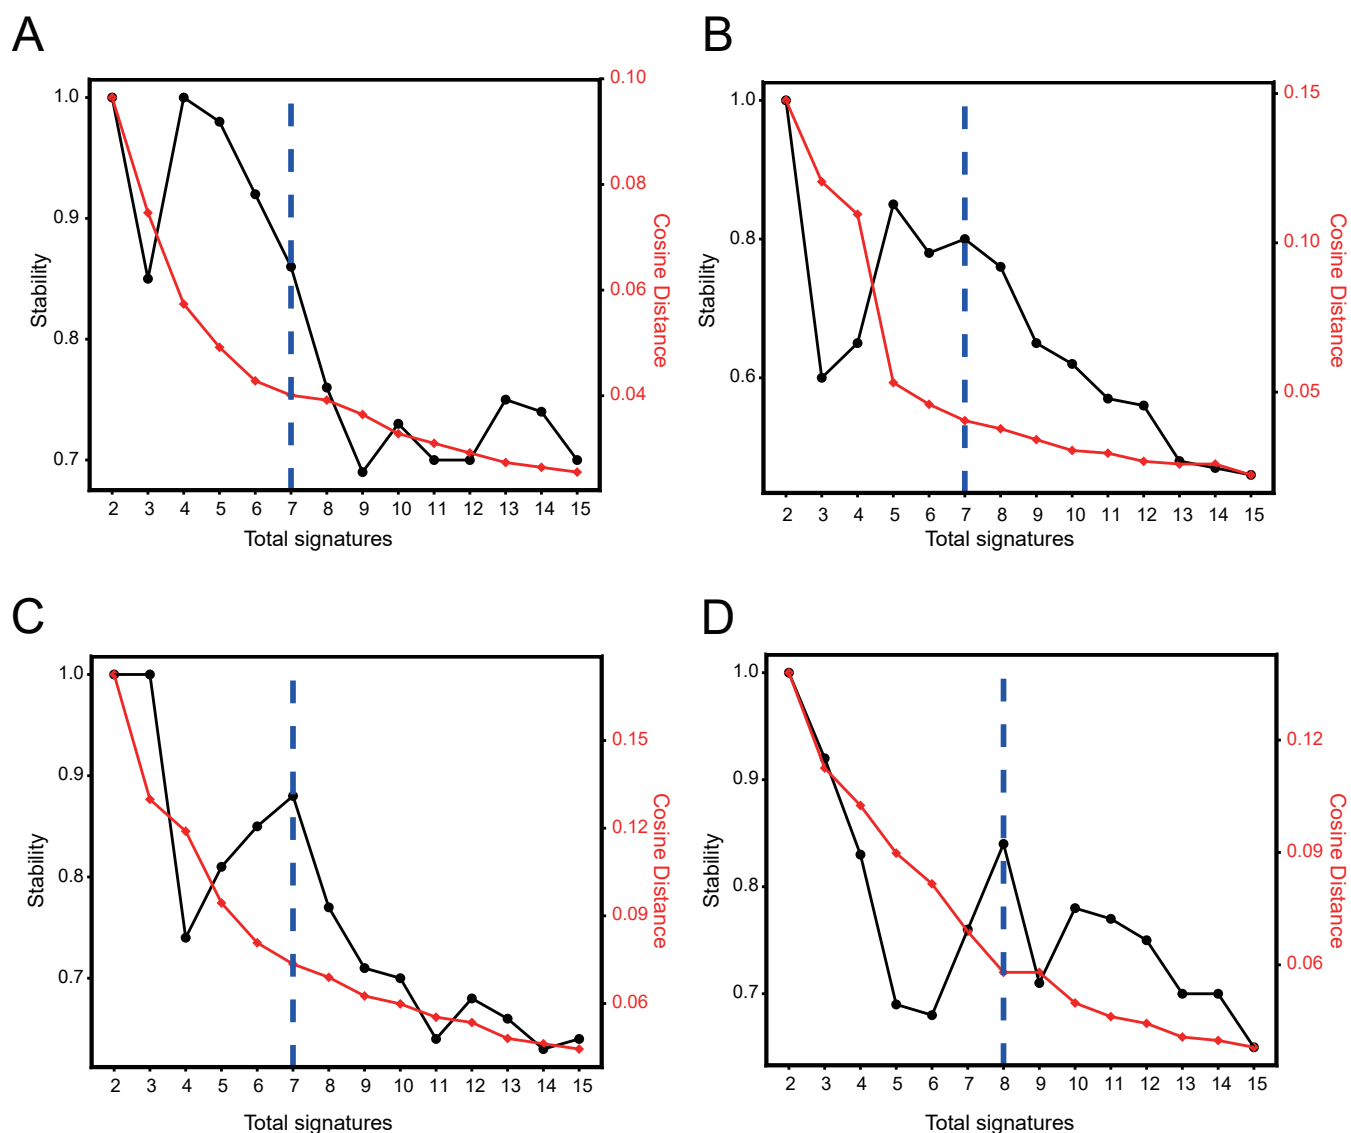 A
1.0
0.9
0.8
0.7
Stability
0.10
0.08
0.06
0.04
Cosine Distance
2 3 4 5 6 7 8 9 10 11 12 13 14 15
Total signatures
B
1.0
0.8
0.6
Stability
0.15
0.10
0.05
Cosine Distance
2 3 4 5 6 7 8 9 10 11 12 13 14 15
Total signatures
C
1.0
0.9
0.8
0.7
Stability
0.15
0.12
0.09
0.06
Cosine Distance
2 3 4 5 6 7 8 9 10 11 12 13 14 15
Total signatures
D
1.0
0.9
0.8
0.7
Stability
0.12
0.09
0.06
Cosine Distance
2 3 4 5 6 7 8 9 10 11 12 13 14 15
Total signatures